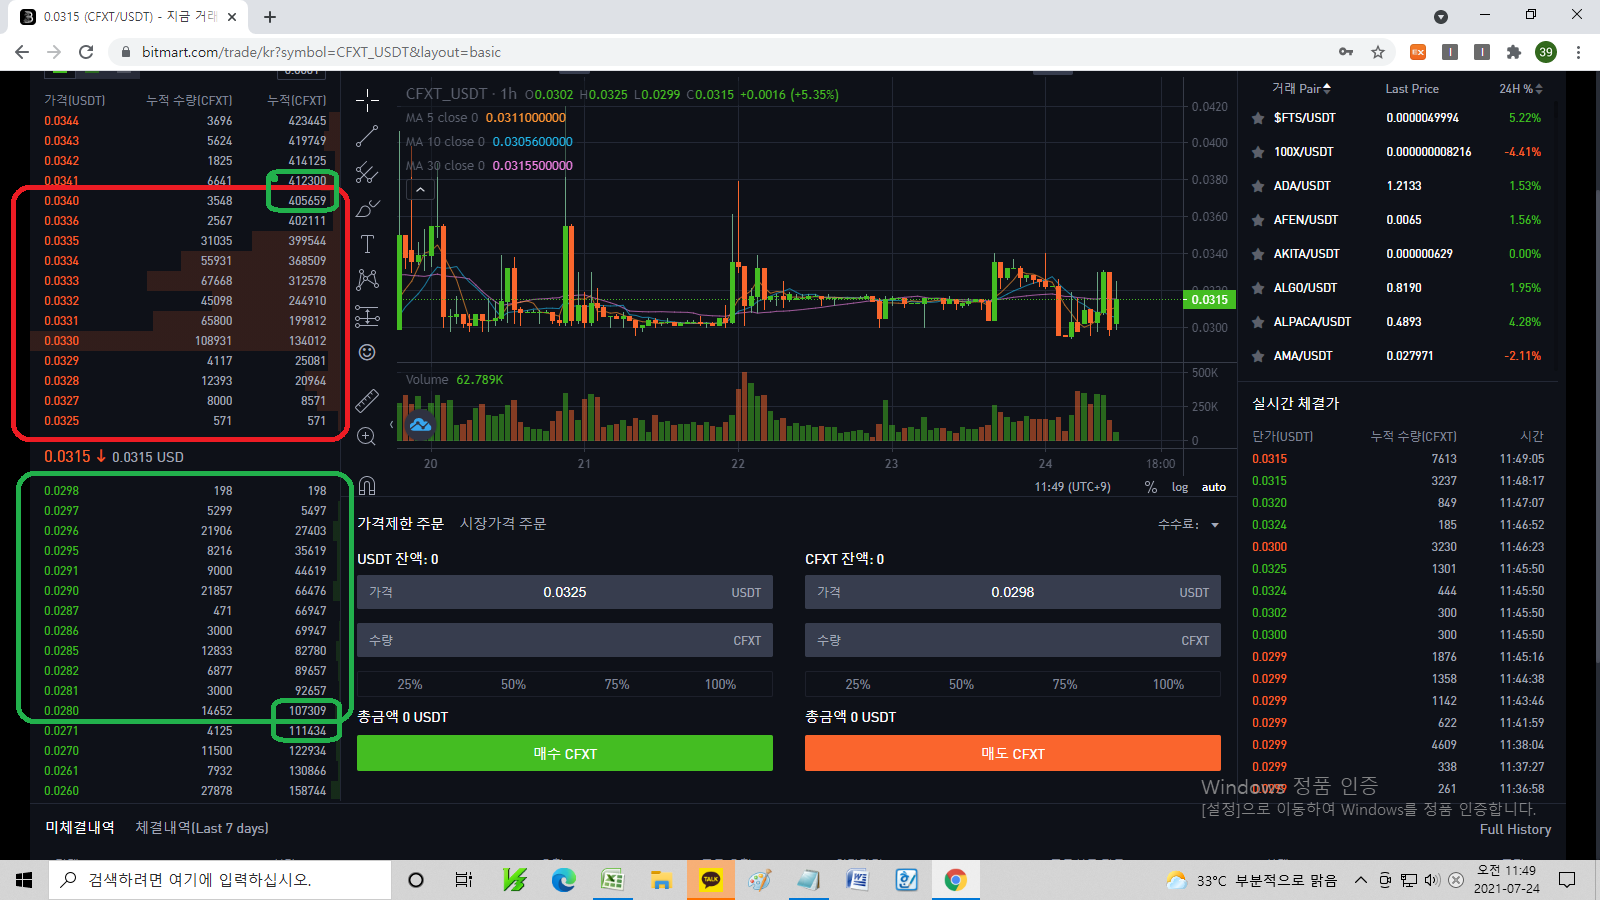 0.0315 (CFXT/USDT) - 지금 거래
bitmart.com/trade/kr?symbol=CFXT_USDT&layout=basic
39
가격(USDT) 누적 수량(CFXT) 누적(CFXT)
0.0344 3696 423445
0.0343 5624 419749
0.0342 1825 414125
0.0341 6641 412300
0.0340 3548 405659
0.0336 2567 402111
0.0335 31035 399544
0.0334 55931 368509
0.0333 67668 312578
0.0332 45098 244910
0.0331 65800 199812
0.0330 108931 134012
0.0329 4117 25081
0.0328 12393 20964
0.0327 8000 8571
0.0325 571 571
0.0315 ↓ 0.0315 USD
0.0298 198 198
0.0297 5299 5497
0.0296 21906 27403
0.0295 8216 35619
0.0291 9000 44619
0.0290 21857 66476
0.0287 471 66947
0.0286 3000 69947
0.0285 12833 82780
0.0282 6877 89657
0.0281 3000 92657
0.0280 14652 107309
0.0271 4125 111434
0.0270 11500 122934
0.0261 7932 130866
0.0260 27878 158744
CFXT_USDT · 1h O0.0302 H0.0325 L0.0299 C0.0315 +0.0016 (+5.35%)
MA 5 close 0 0.0311000000
MA 10 close 0 0.0305600000
MA 30 close 0 0.0315500000
0.0420
0.0400
0.0380
0.0360
0.0340
0.0315
0.0300
Volume 62.789K
500K
250K
0
20 21 22 23 24 18:00
11:49 (UTC+9) % log auto
가격제한 주문 시장가격 주문 수수료:
USDT 잔액: 0
가격 0.0325 USDT
수량 CFXT
25% 50% 75% 100%
총금액 0 USDT
매수 CFXT
CFXT 잔액: 0
가격 0.0298 USDT
수량 CFXT
25% 50% 75% 100%
총금액 0 USDT
매도 CFXT
거래 Pair Last Price 24H %
$FTS/USDT 0.0000049994 5.22%
100X/USDT 0.000000008216 -4.41%
ADA/USDT 1.2133 1.53%
AFEN/USDT 0.0065 1.56%
AKITA/USDT 0.000000629 0.00%
ALGO/USDT 0.8190 1.95%
ALPACA/USDT 0.4893 4.28%
AMA/USDT 0.027971 -2.11%
실시간 체결가
단가(USDT) 누적 수량(CFXT) 시간
0.0315 7613 11:49:05
0.0315 3237 11:48:17
0.0320 849 11:47:07
0.0324 185 11:46:52
0.0300 3230 11:46:23
0.0325 1301 11:45:50
0.0324 444 11:45:50
0.0302 300 11:45:50
0.0300 300 11:45:50
0.0299 1876 11:45:16
0.0299 1358 11:44:38
0.0299 1142 11:43:46
0.0299 622 11:41:59
0.0299 4609 11:38:04
0.0299 338 11:37:27
0.0299 261 11:36:58
Windows 정품 인증
[설정]으로 이동하여 Windows를 정품 인증합니다.
미체결내역 체결내역(Last 7 days)
Full History
검색하려면 여기에 입력하십시오.
TALK
33°C 부분적으로 맑음
오전 11:49
2021-07-24